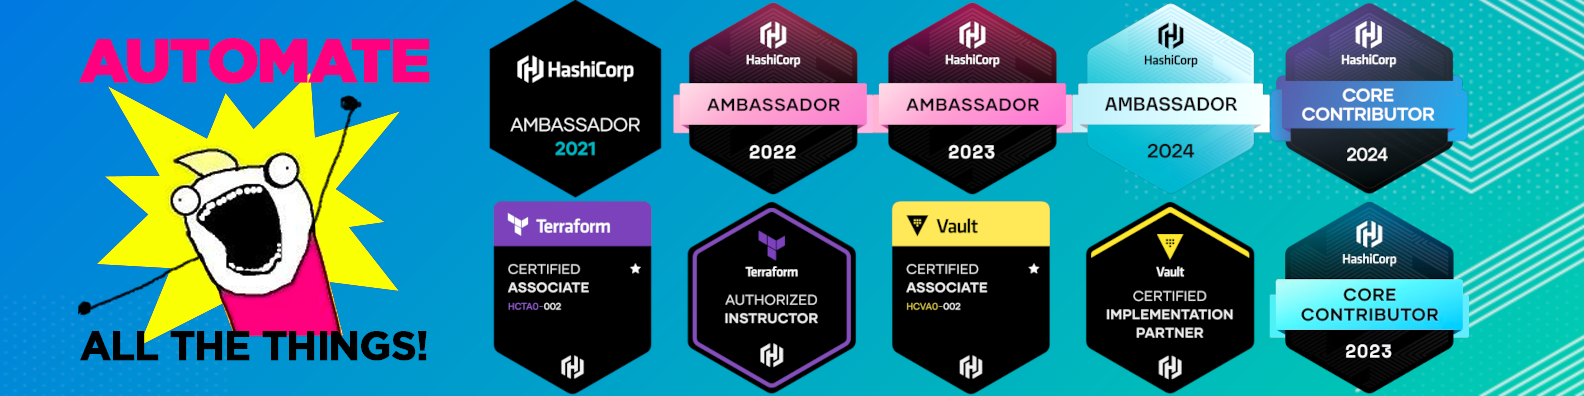 AUTOMATE
ALL THE THINGS!
HashiCorp
AMBASSADOR
2021
HashiCorp
AMBASSADOR
2022
HashiCorp
AMBASSADOR
2023
HashiCorp
AMBASSADOR
2024
HashiCorp
CORE
CONTRIBUTOR
2024
Terraform
CERTIFIED
ASSOCIATE
HCTA0-002
Terraform
AUTHORIZED
INSTRUCTOR
Vault
CERTIFIED
ASSOCIATE
HCVA0-002
Vault
CERTIFIED
IMPLEMENTATION
PARTNER
HashiCorp
CORE
CONTRIBUTOR
2023